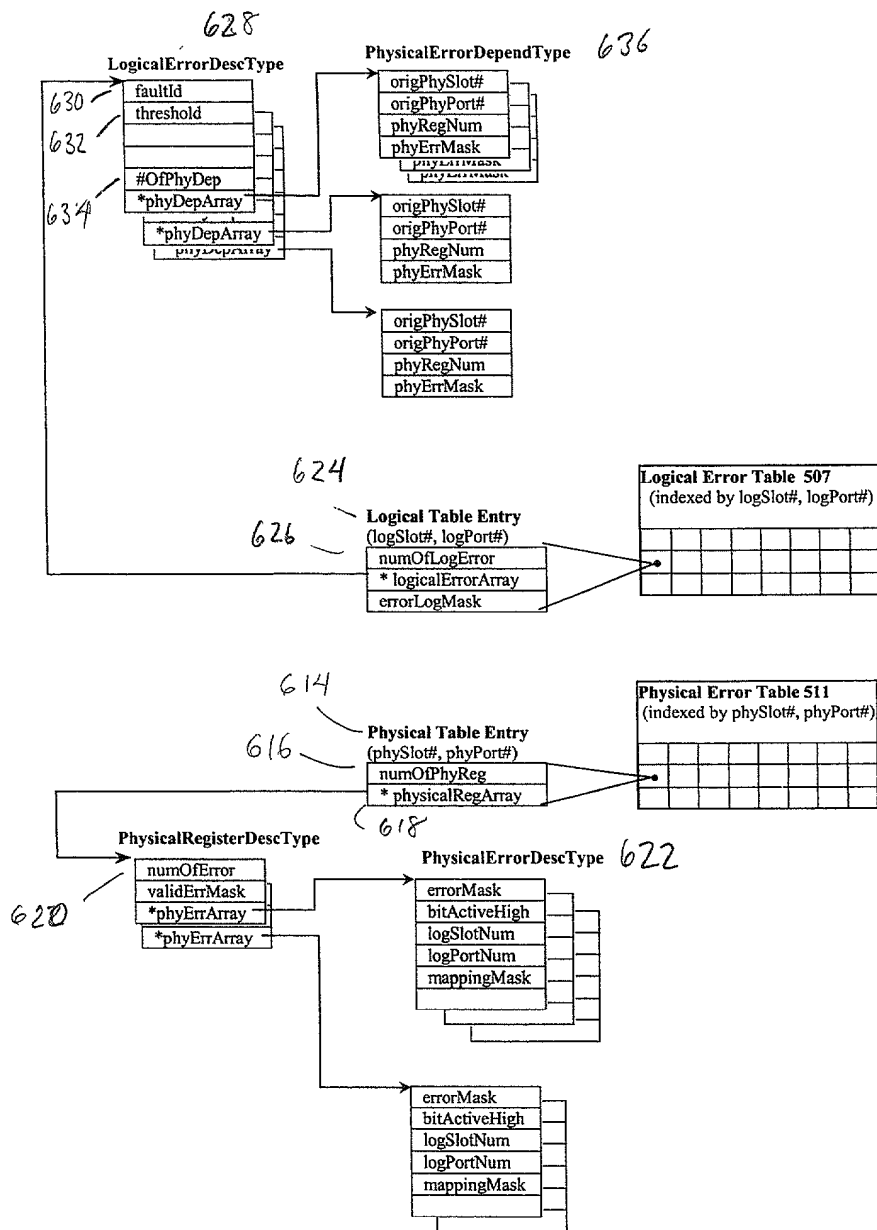 628
LogicalErrorDescType
PhysicalErrorDependType
636
630
faultId
632
threshold
634
#OfPhyDep
*phyDepArray
*phyDepArray
phyDepArray
origPhySlot#
origPhyPort#
phyRegNum
phyErrMask
phyErrMask
phyErrMask
origPhySlot#
origPhyPort#
phyRegNum
phyErrMask
origPhySlot#
origPhyPort#
phyRegNum
phyErrMask
624
Logical Table Entry
(logSlot#, logPort#)
626
numOfLogError
* logicalErrorArray
errorLogMask
Logical Error Table 507
(indexed by logSlot#, logPort#)
614
Physical Table Entry
(phySlot#, phyPort#)
616
numOfPhyReg
* physicalRegArray
618
Physical Error Table 511
(indexed by phySlot#, phyPort#)
PhysicalRegisterDescType
620
numOfError
validErrMask
*phyErrArray
*phyErrArray
PhysicalErrorDescType
622
errorMask
bitActiveHigh
logSlotNum
logPortNum
mappingMask
errorMask
bitActiveHigh
logSlotNum
logPortNum
mappingMask